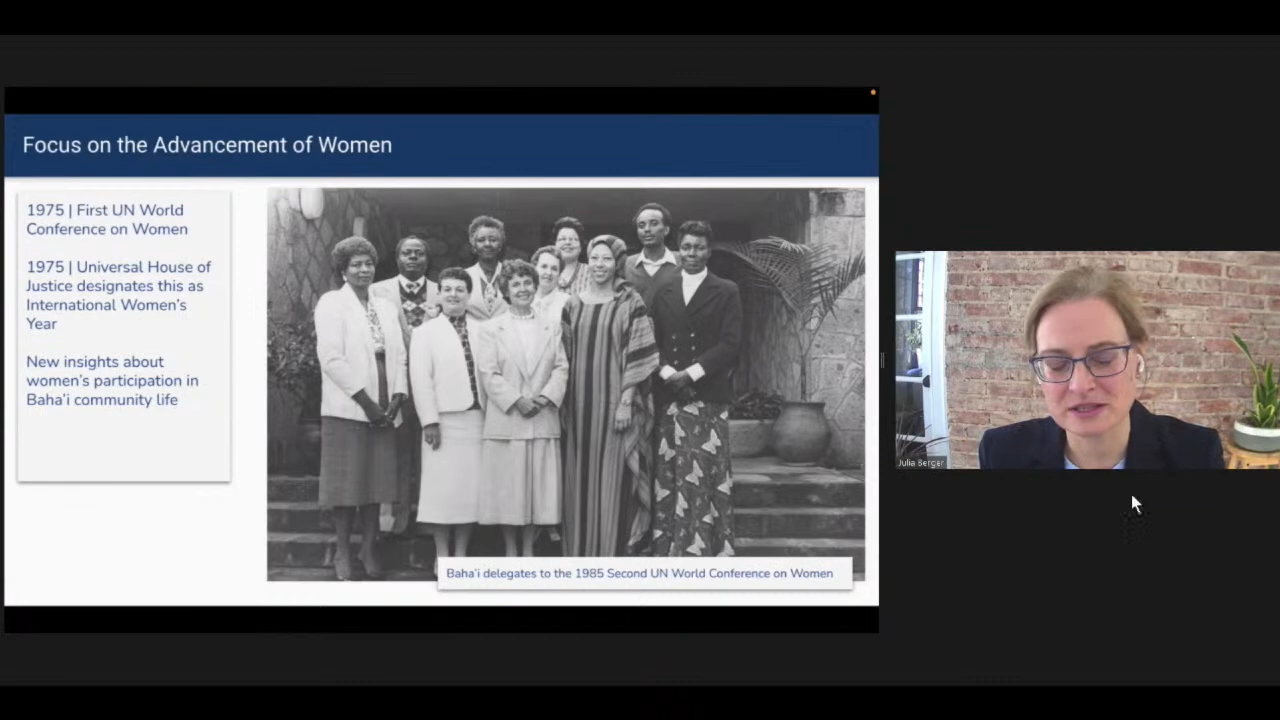 Focus on the Advancement of Women
1975 | First UN World
Conference on Women
1975 | Universal House of
Justice designates this as
International Women's
Year
New insights about
women's participation in
Baha'i community life
Baha'i delegates to the 1985 Second UN World Conference on Women
Julia Berger